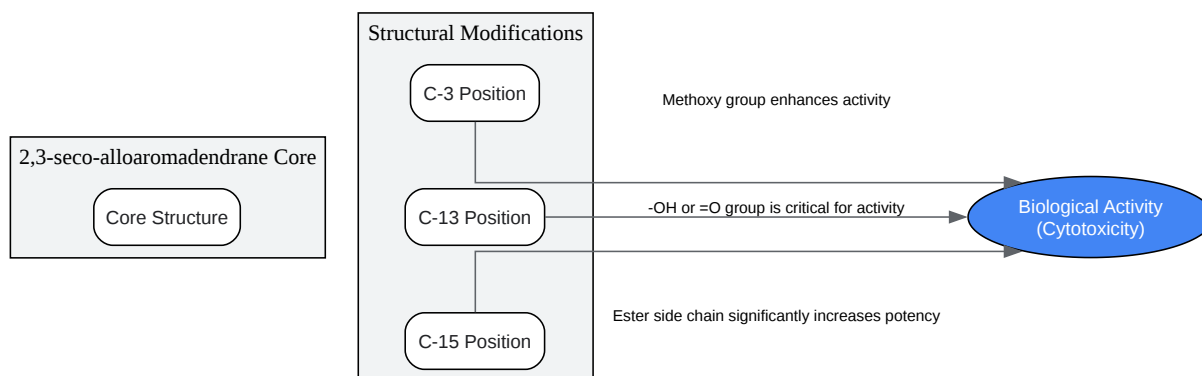 Structural Modifications
C-3 Position
Methoxy group enhances activity
2,3-seco-alloaromadendrane Core
Core Structure
C-13 Position
-OH or =O group is critical for activity
Biological Activity
(Cytotoxicity)
C-15 Position
Ester side chain significantly increases potency